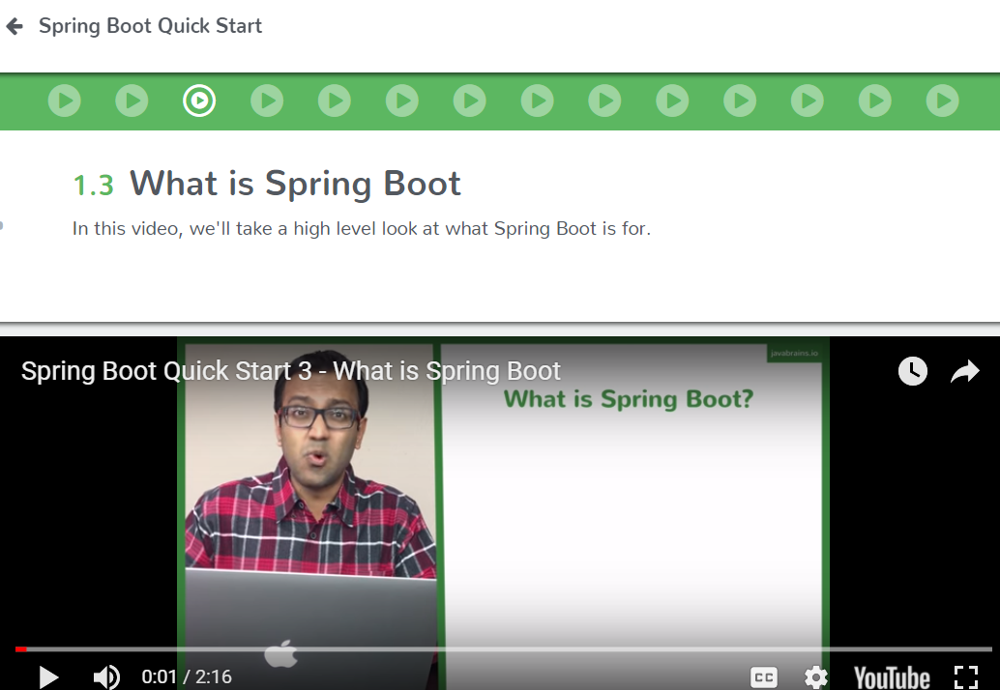 Spring Boot Quick Start
1.3 What is Spring Boot
In this video, we'll take a high level look at what Spring Boot is for.
Spring Boot Quick Start 3 - What is Spring Boot
javabrains.io
What is Spring Boot?
0:01 / 2:16
CC
YouTube